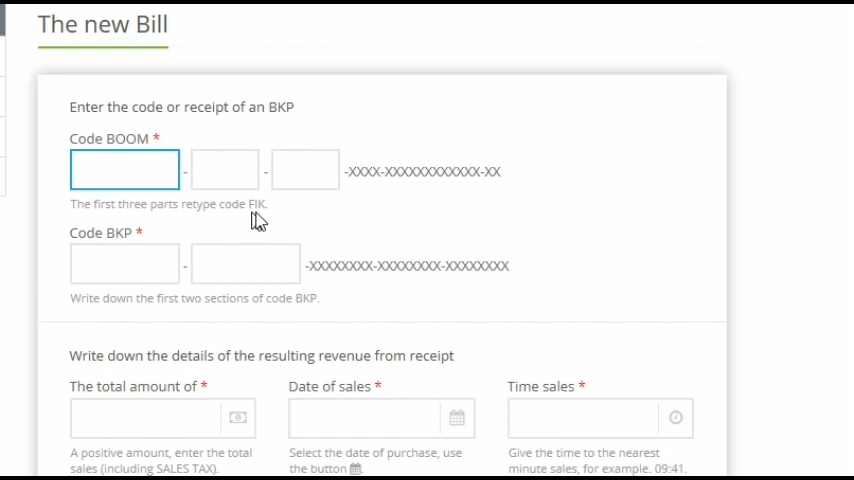 The new Bill
Enter the code or receipt of an BKP
Code BOOM *
- - -XXXX-XXXXXXXXXXXX-XX
The first three parts retype code FIK.
Code BKP *
- -XXXXXXXX-XXXXXXXX-XXXXXXXX
Write down the first two sections of code BKP.
Write down the details of the resulting revenue from receipt
The total amount of * Date of sales * Time sales *
A positive amount, enter the total Select the date of purchase, use Give the time to the nearest
sales (including SALES TAX). the button . minute sales, for example. 09:41.